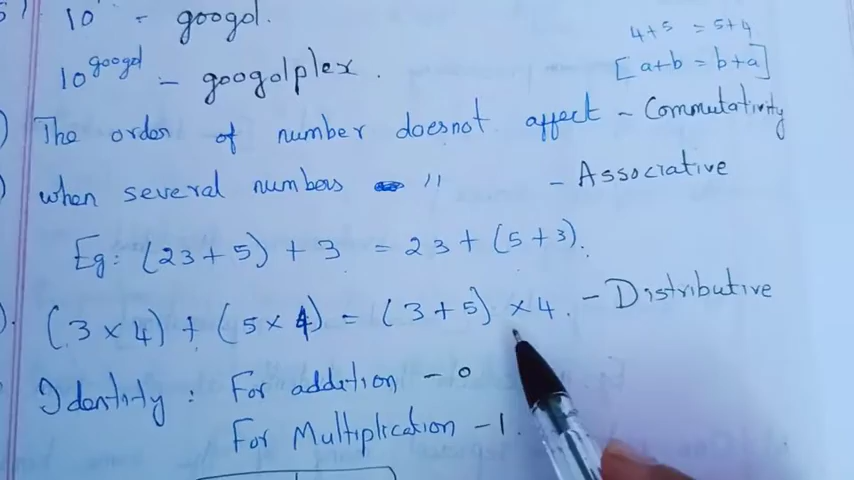 10 - googol.
10^googol - googolplex.
4+5 = 5+4
[a+b = b+a]
The order of number doesnot affect - Commutativity
when several numbers " - Associative
Eg: (23+5) + 3 = 23 + (5+3).
(3 × 4) + (5 × 4) = (3+5) × 4. - Distributive
Identity : For addition - 0
For Multiplication - 1.